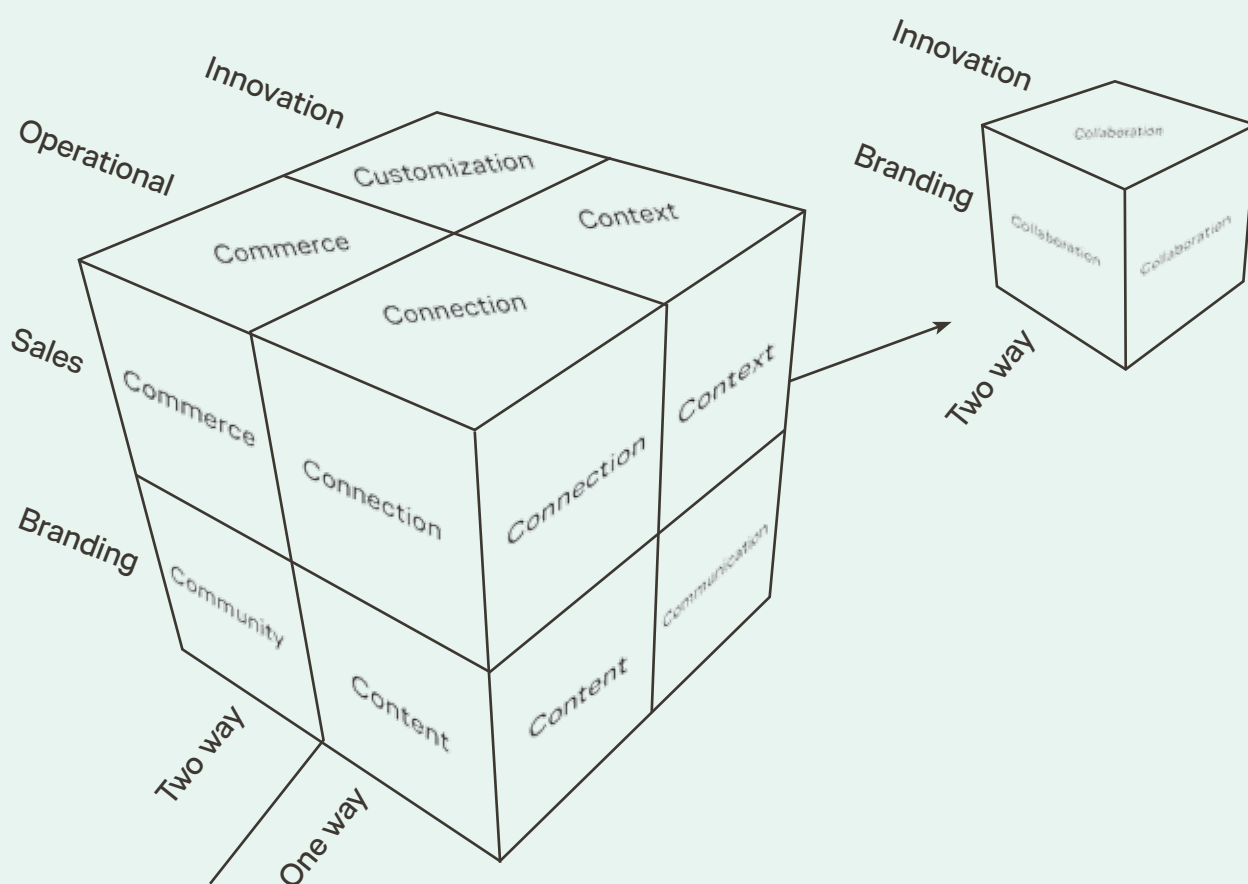 Innovation
Operational
Sales
Branding
Customization
Commerce
Context
Connection
Commerce
Connection
Connection
Context
Community
Content
Content
Communication
Two way
One way
Innovation
Branding
Collaboration
Collaboration
Collaboration
Two way